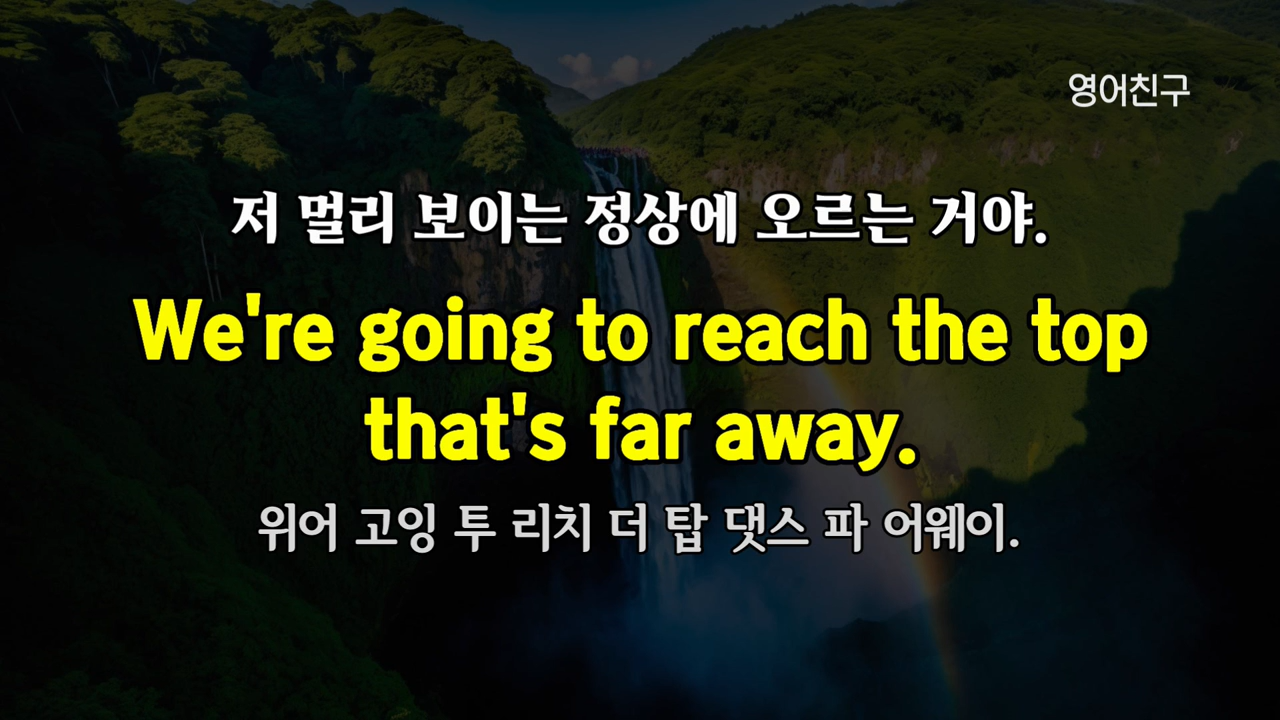 영어친구
저 멀리 보이는 정상에 오르는 거야.
We're going to reach the top
that's far away.
위어 고잉 투 리치 더 탑 댓스 파 어웨이.